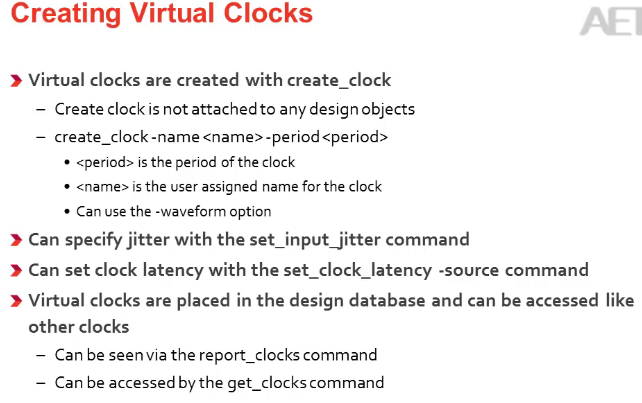 Creating Virtual Clocks
AE
Virtual clocks are created with create_clock
– Create clock is not attached to any design objects
– create_clock -name <name> -period <period>
• <period> is the period of the clock
• <name> is the user assigned name for the clock
• Can use the -waveform option
Can specify jitter with the set_input_jitter command
Can set clock latency with the set_clock_latency -source command
Virtual clocks are placed in the design database and can be accessed like
other clocks
– Can be seen via the report_clocks command
– Can be accessed by the get_clocks command